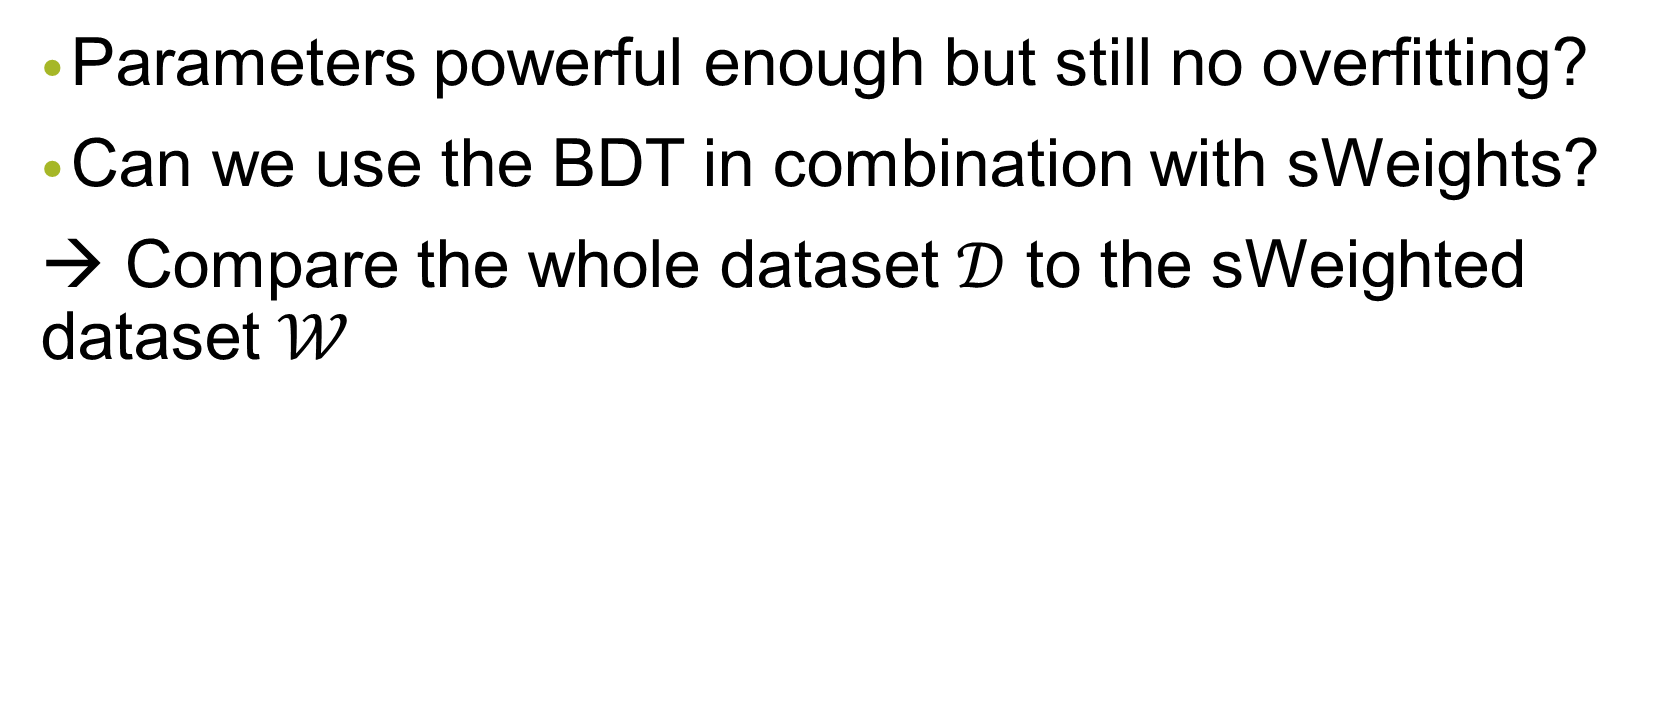 •Parameters powerful enough but still no overfitting?
•Can we use the BDT in combination with sWeights?
→ Compare the whole dataset 𝒟 to the sWeighted
dataset 𝒲